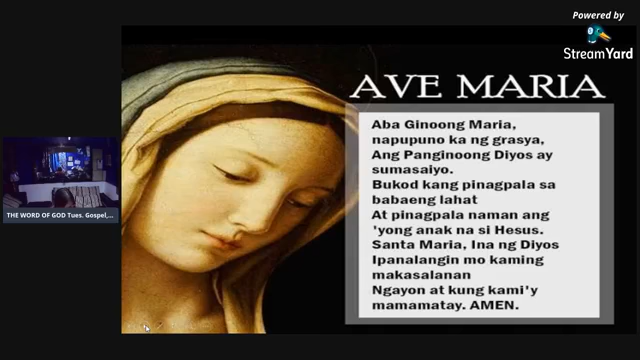 Powered by
StreamYard
AVE MARIA
Aba Ginoong Maria,
napupuno ka ng grasya,
Ang Panginoong Diyos ay
sumasaiyo.
Bukod kang pinagpala sa
babaeng lahat
At pinagpala naman ang
'yong anak na si Hesus.
Santa Maria, Ina ng Diyos
Ipanalangin mo kaming
makasalanan
Ngayon at kung kami'y
mamamatay. AMEN.
THE WORD OF GOD Tues. Gospel,...